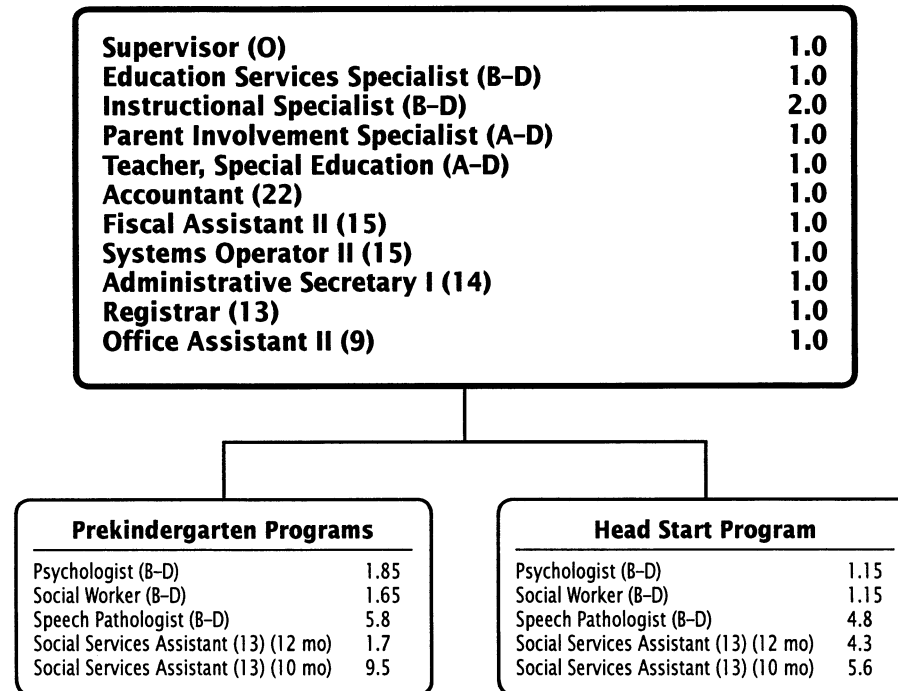 Supervisor (O) 1.0
Education Services Specialist (B–D) 1.0
Instructional Specialist (B–D) 2.0
Parent Involvement Specialist (A–D) 1.0
Teacher, Special Education (A–D) 1.0
Accountant (22) 1.0
Fiscal Assistant II (15) 1.0
Systems Operator II (15) 1.0
Administrative Secretary I (14) 1.0
Registrar (13) 1.0
Office Assistant II (9) 1.0
Prekindergarten Programs
Psychologist (B–D) 1.85
Social Worker (B–D) 1.65
Speech Pathologist (B–D) 5.8
Social Services Assistant (13) (12 mo) 1.7
Social Services Assistant (13) (10 mo) 9.5
Head Start Program
Psychologist (B–D) 1.15
Social Worker (B–D) 1.15
Speech Pathologist (B–D) 4.8
Social Services Assistant (13) (12 mo) 4.3
Social Services Assistant (13) (10 mo) 5.6